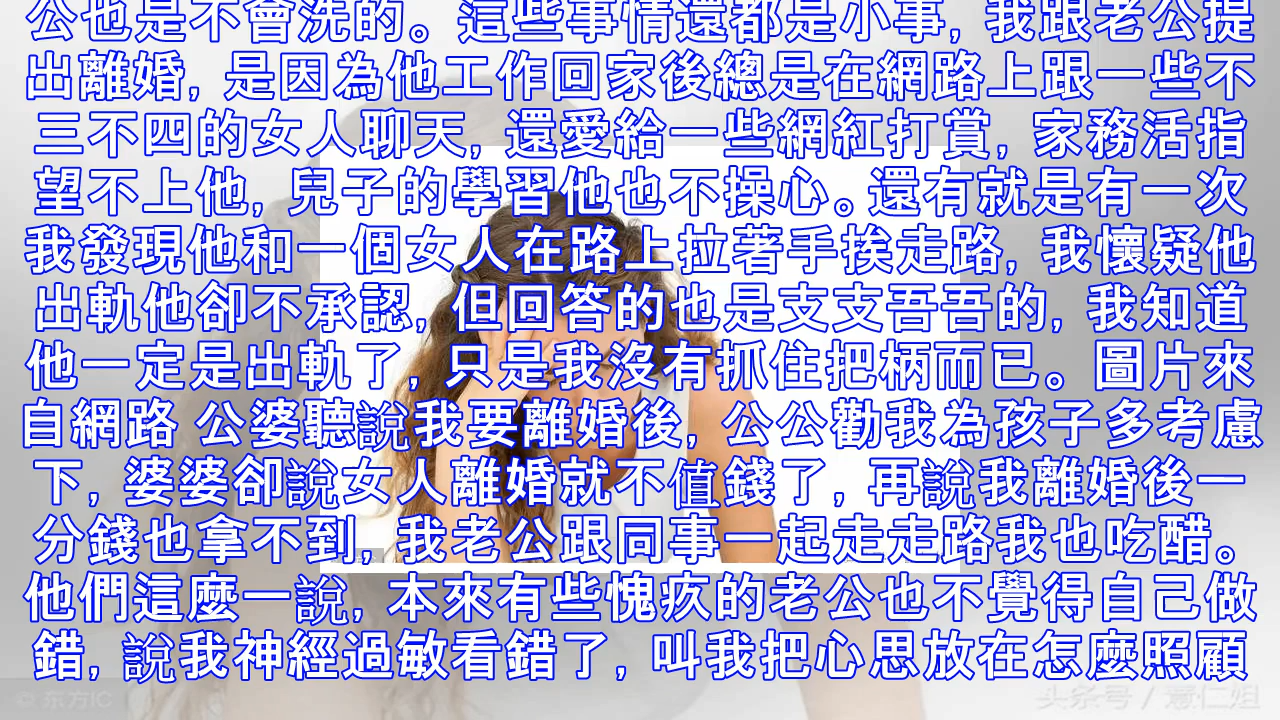 公也是不會洗的。這些事情還都是小事, 我跟老公提
出離婚, 是因為他工作回家後總是在網路上跟一些不
三不四的女人聊天, 還愛給一些網紅打賞, 家務活指
望不上他, 兒子的學習他也不操心。還有就是有一次
我發現他和一個女人在路上拉著手挨走路, 我懷疑他
出軌他卻不承認, 但回答的也是支支吾吾的, 我知道
他一定是出軌了, 只是我沒有抓住把柄而已。圖片來
自網路 公婆聽說我要離婚後, 公公勸我為孩子多考慮
下, 婆婆卻說女人離婚就不值錢了, 再說我離婚後一
分錢也拿不到, 我老公跟同事一起走走路我也吃醋。
他們這麼一說, 本來有些愧疚的老公也不覺得自己做
錯, 說我神經過敏看錯了, 叫我把心思放在怎麼照顧
© 东方IC
头条号 / 慧仁姐